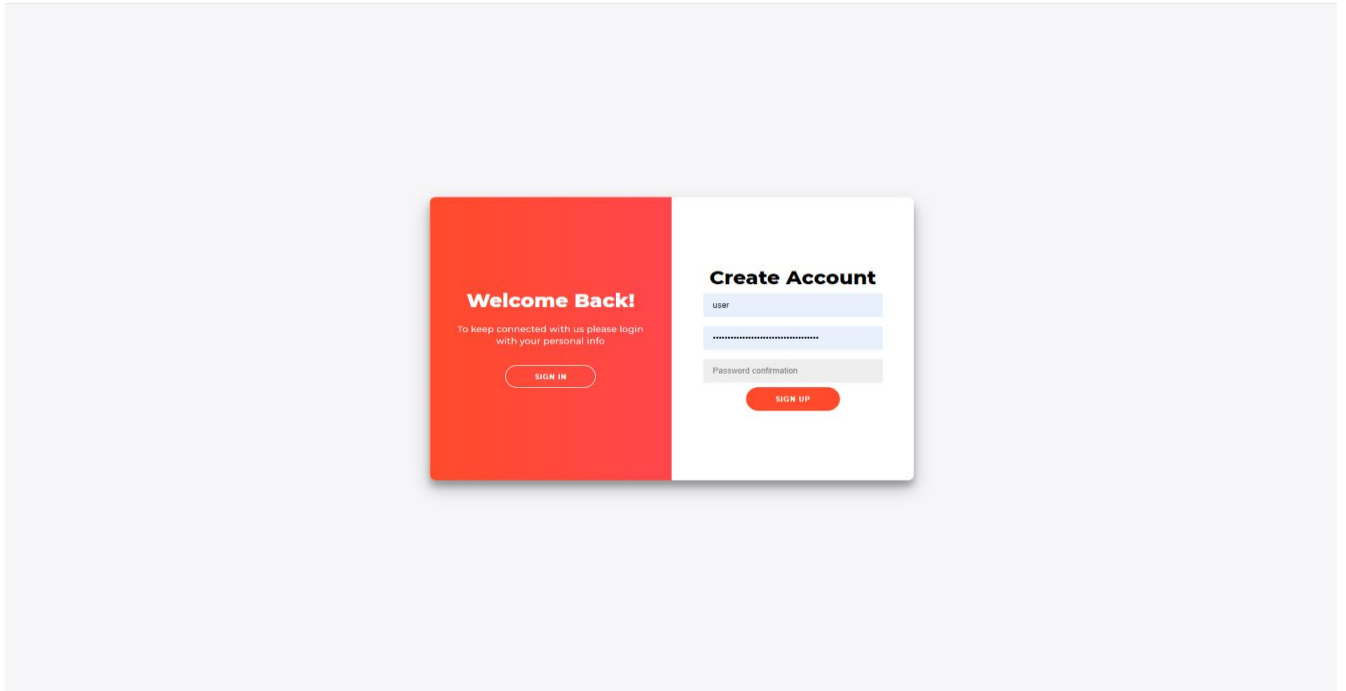 Welcome Back!
To keep connected with us please login
with your personal info
SIGN IN
Create Account
user
Password confirmation
SIGN UP